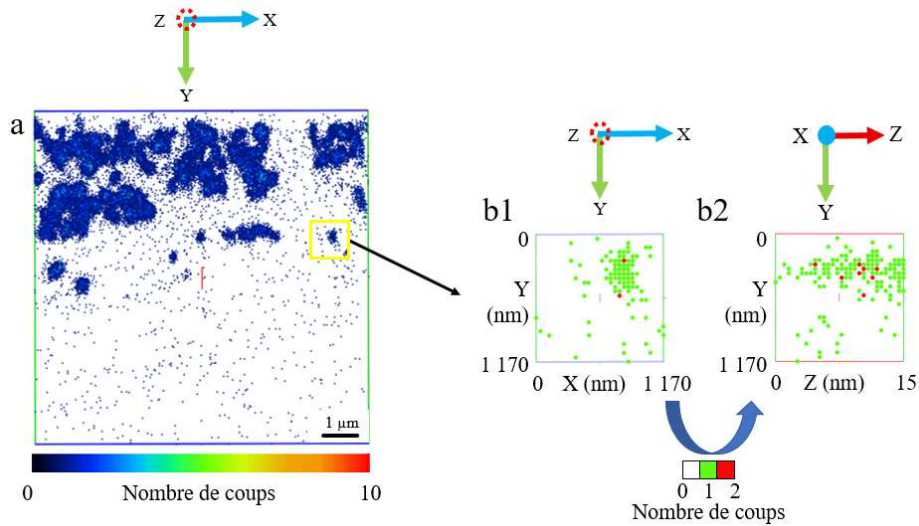 Z X
Y
a
1 µm
0 10
Nombre de coups
Z X
Y
b1
0
Y
(nm)
1 170
0 X (nm) 1 170
X Z
Y
b2
0
Y
(nm)
1 170
0 Z (nm) 15
0 1 2
Nombre de coups